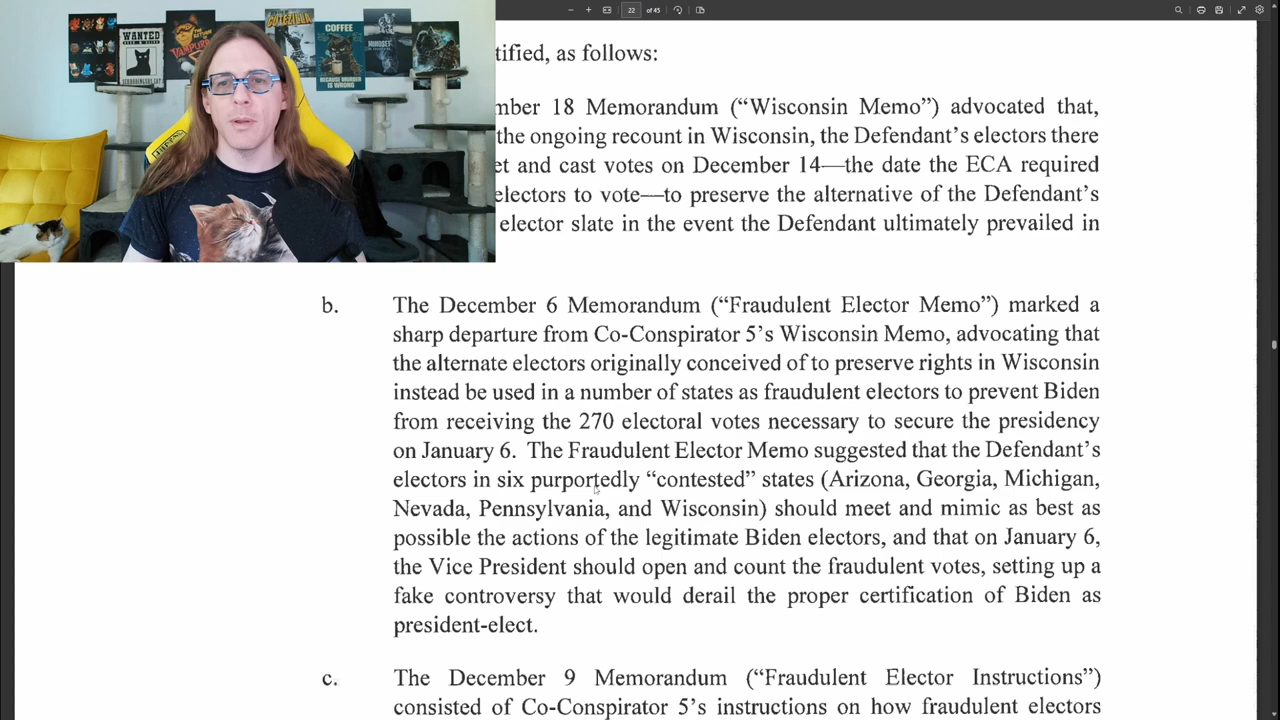 22 of 45
GUTEZILLA
WANTED
VAMPURR
COFFEE
BECAUSE MURDER
IS WRONG
MINDSET
tified, as follows:
mber 18 Memorandum (“Wisconsin Memo”) advocated that,
the ongoing recount in Wisconsin, the Defendant’s electors there
et and cast votes on December 14—the date the ECA required
electors to vote—to preserve the alternative of the Defendant’s
elector slate in the event the Defendant ultimately prevailed in
b. The December 6 Memorandum (“Fraudulent Elector Memo”) marked a
sharp departure from Co-Conspirator 5’s Wisconsin Memo, advocating that
the alternate electors originally conceived of to preserve rights in Wisconsin
instead be used in a number of states as fraudulent electors to prevent Biden
from receiving the 270 electoral votes necessary to secure the presidency
on January 6. The Fraudulent Elector Memo suggested that the Defendant’s
electors in six purportedly “contested” states (Arizona, Georgia, Michigan,
Nevada, Pennsylvania, and Wisconsin) should meet and mimic as best as
possible the actions of the legitimate Biden electors, and that on January 6,
the Vice President should open and count the fraudulent votes, setting up a
fake controversy that would derail the proper certification of Biden as
president-elect.
c. The December 9 Memorandum (“Fraudulent Elector Instructions”)
consisted of Co-Conspirator 5’s instructions on how fraudulent electors